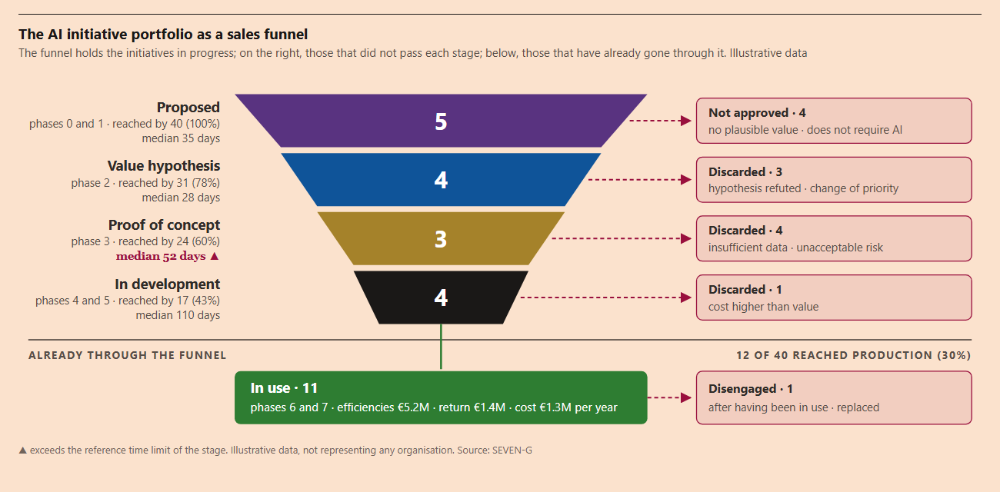 The AI initiative portfolio as a sales funnel
The funnel holds the initiatives in progress; on the right, those that did not pass each stage; below, those that have already gone through it. Illustrative data
Proposed
phases 0 and 1 · reached by 40 (100%)
median 35 days
5
Not approved · 4
no plausible value · does not require AI
Value hypothesis
phase 2 · reached by 31 (78%)
median 28 days
4
Discarded · 3
hypothesis refuted · change of priority
Proof of concept
phase 3 · reached by 24 (60%)
median 52 days ▲
3
Discarded · 4
insufficient data · unacceptable risk
In development
phases 4 and 5 · reached by 17 (43%)
median 110 days
4
Discarded · 1
cost higher than value
ALREADY THROUGH THE FUNNEL
12 OF 40 REACHED PRODUCTION (30%)
In use · 11
phases 6 and 7 · efficiencies €5.2M · return €1.4M · cost €1.3M per year
Disengaged · 1
after having been in use · replaced
▲ exceeds the reference time limit of the stage. Illustrative data, not representing any organisation. Source: SEVEN-G